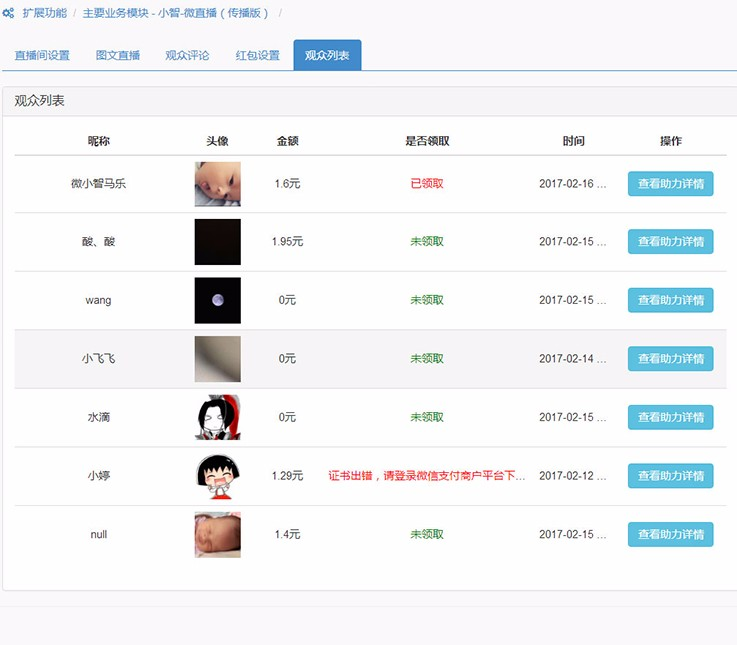 扩展功能 / 主要业务模块 - 小智-微直播（传播版） /
直播间设置 图文直播 观众评论 红包设置 观众列表
观众列表
昵称 头像 金额 是否领取 时间 操作
微小智马乐 1.6元 已领取 2017-02-16 ... 查看助力详情
酸、酸 1.95元 未领取 2017-02-15 ... 查看助力详情
wang 0元 未领取 2017-02-15 ... 查看助力详情
小飞飞 0元 未领取 2017-02-14 ... 查看助力详情
水滴 0元 未领取 2017-02-15 ... 查看助力详情
小婷 1.29元 证书出错，请登录微信支付商户平台下... 2017-02-12 ... 查看助力详情
null 1.4元 未领取 2017-02-15 ... 查看助力详情